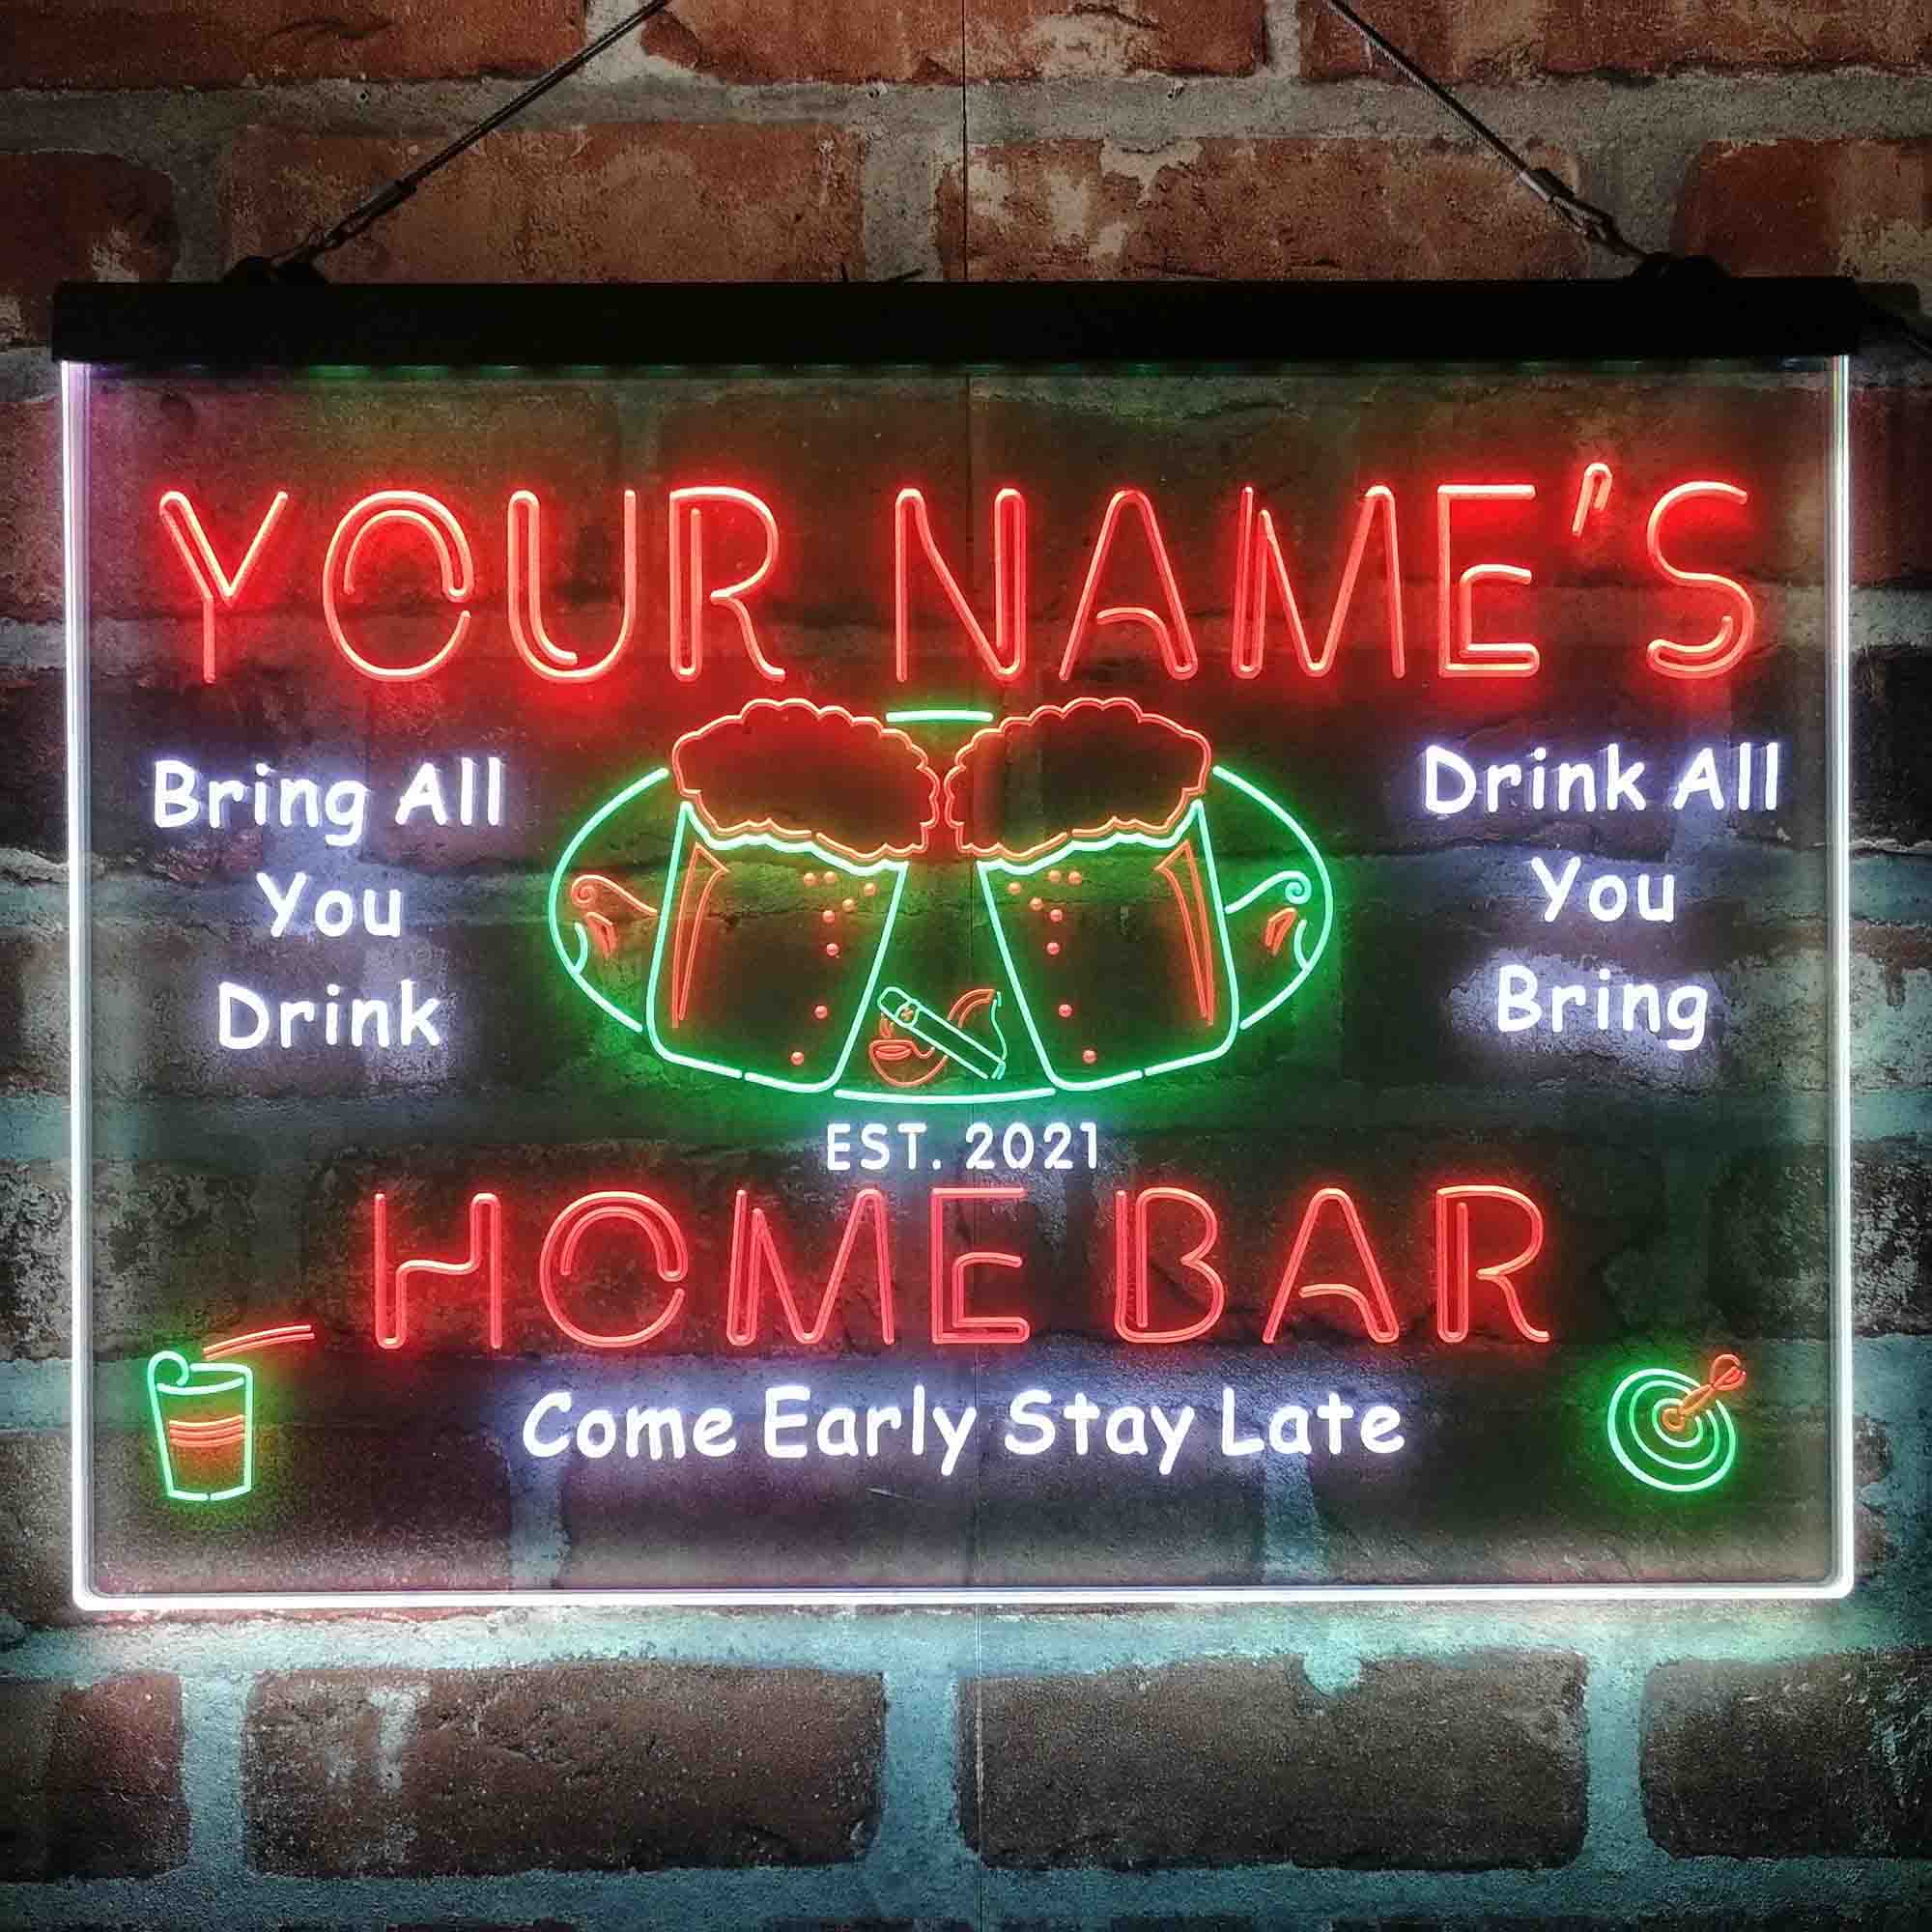 YOUR NAME'S
Bring All
You
Drink
Drink All
You
Bring
EST. 2021
HOME BAR
Come Early Stay Late